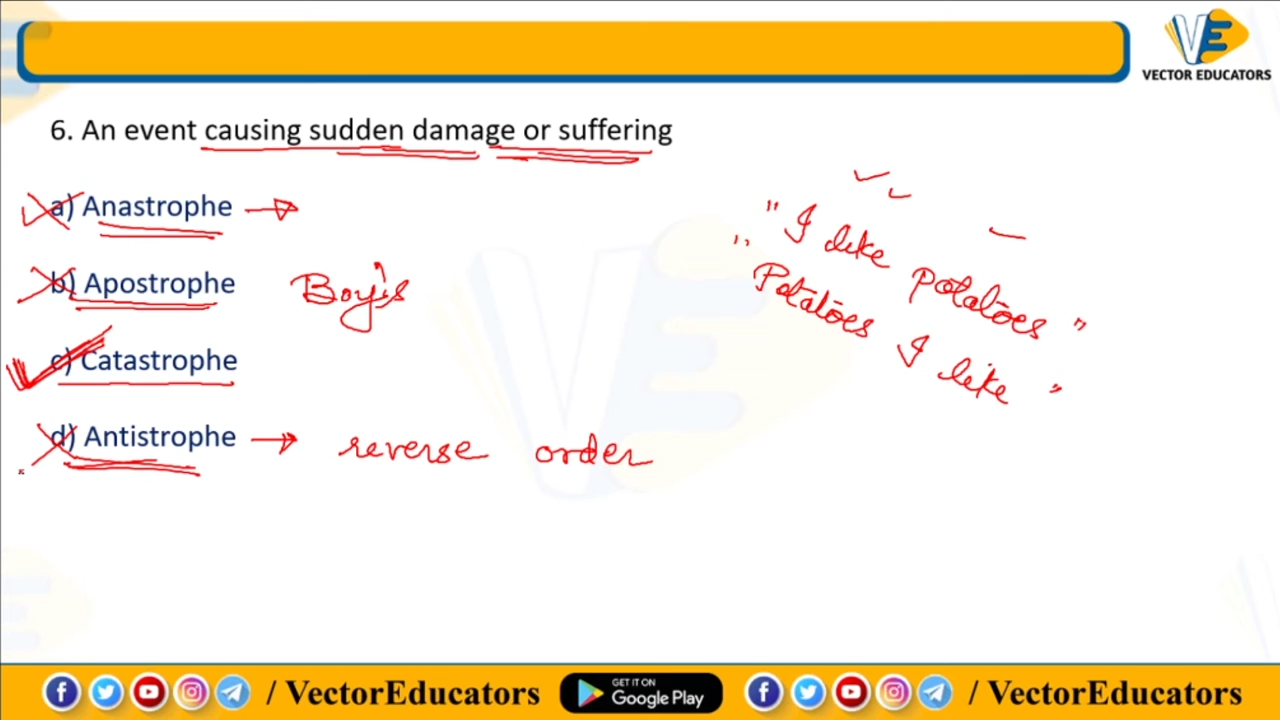 VE
VECTOR EDUCATORS
6. An event causing sudden damage or suffering
a) Anastrophe
b) Apostrophe
Boy's
c) Catastrophe
d) Antistrophe
reverse order
"I like potatoes"
"Potatoes I like"
/ VectorEducators
GET IT ON
Google Play
/ VectorEducators